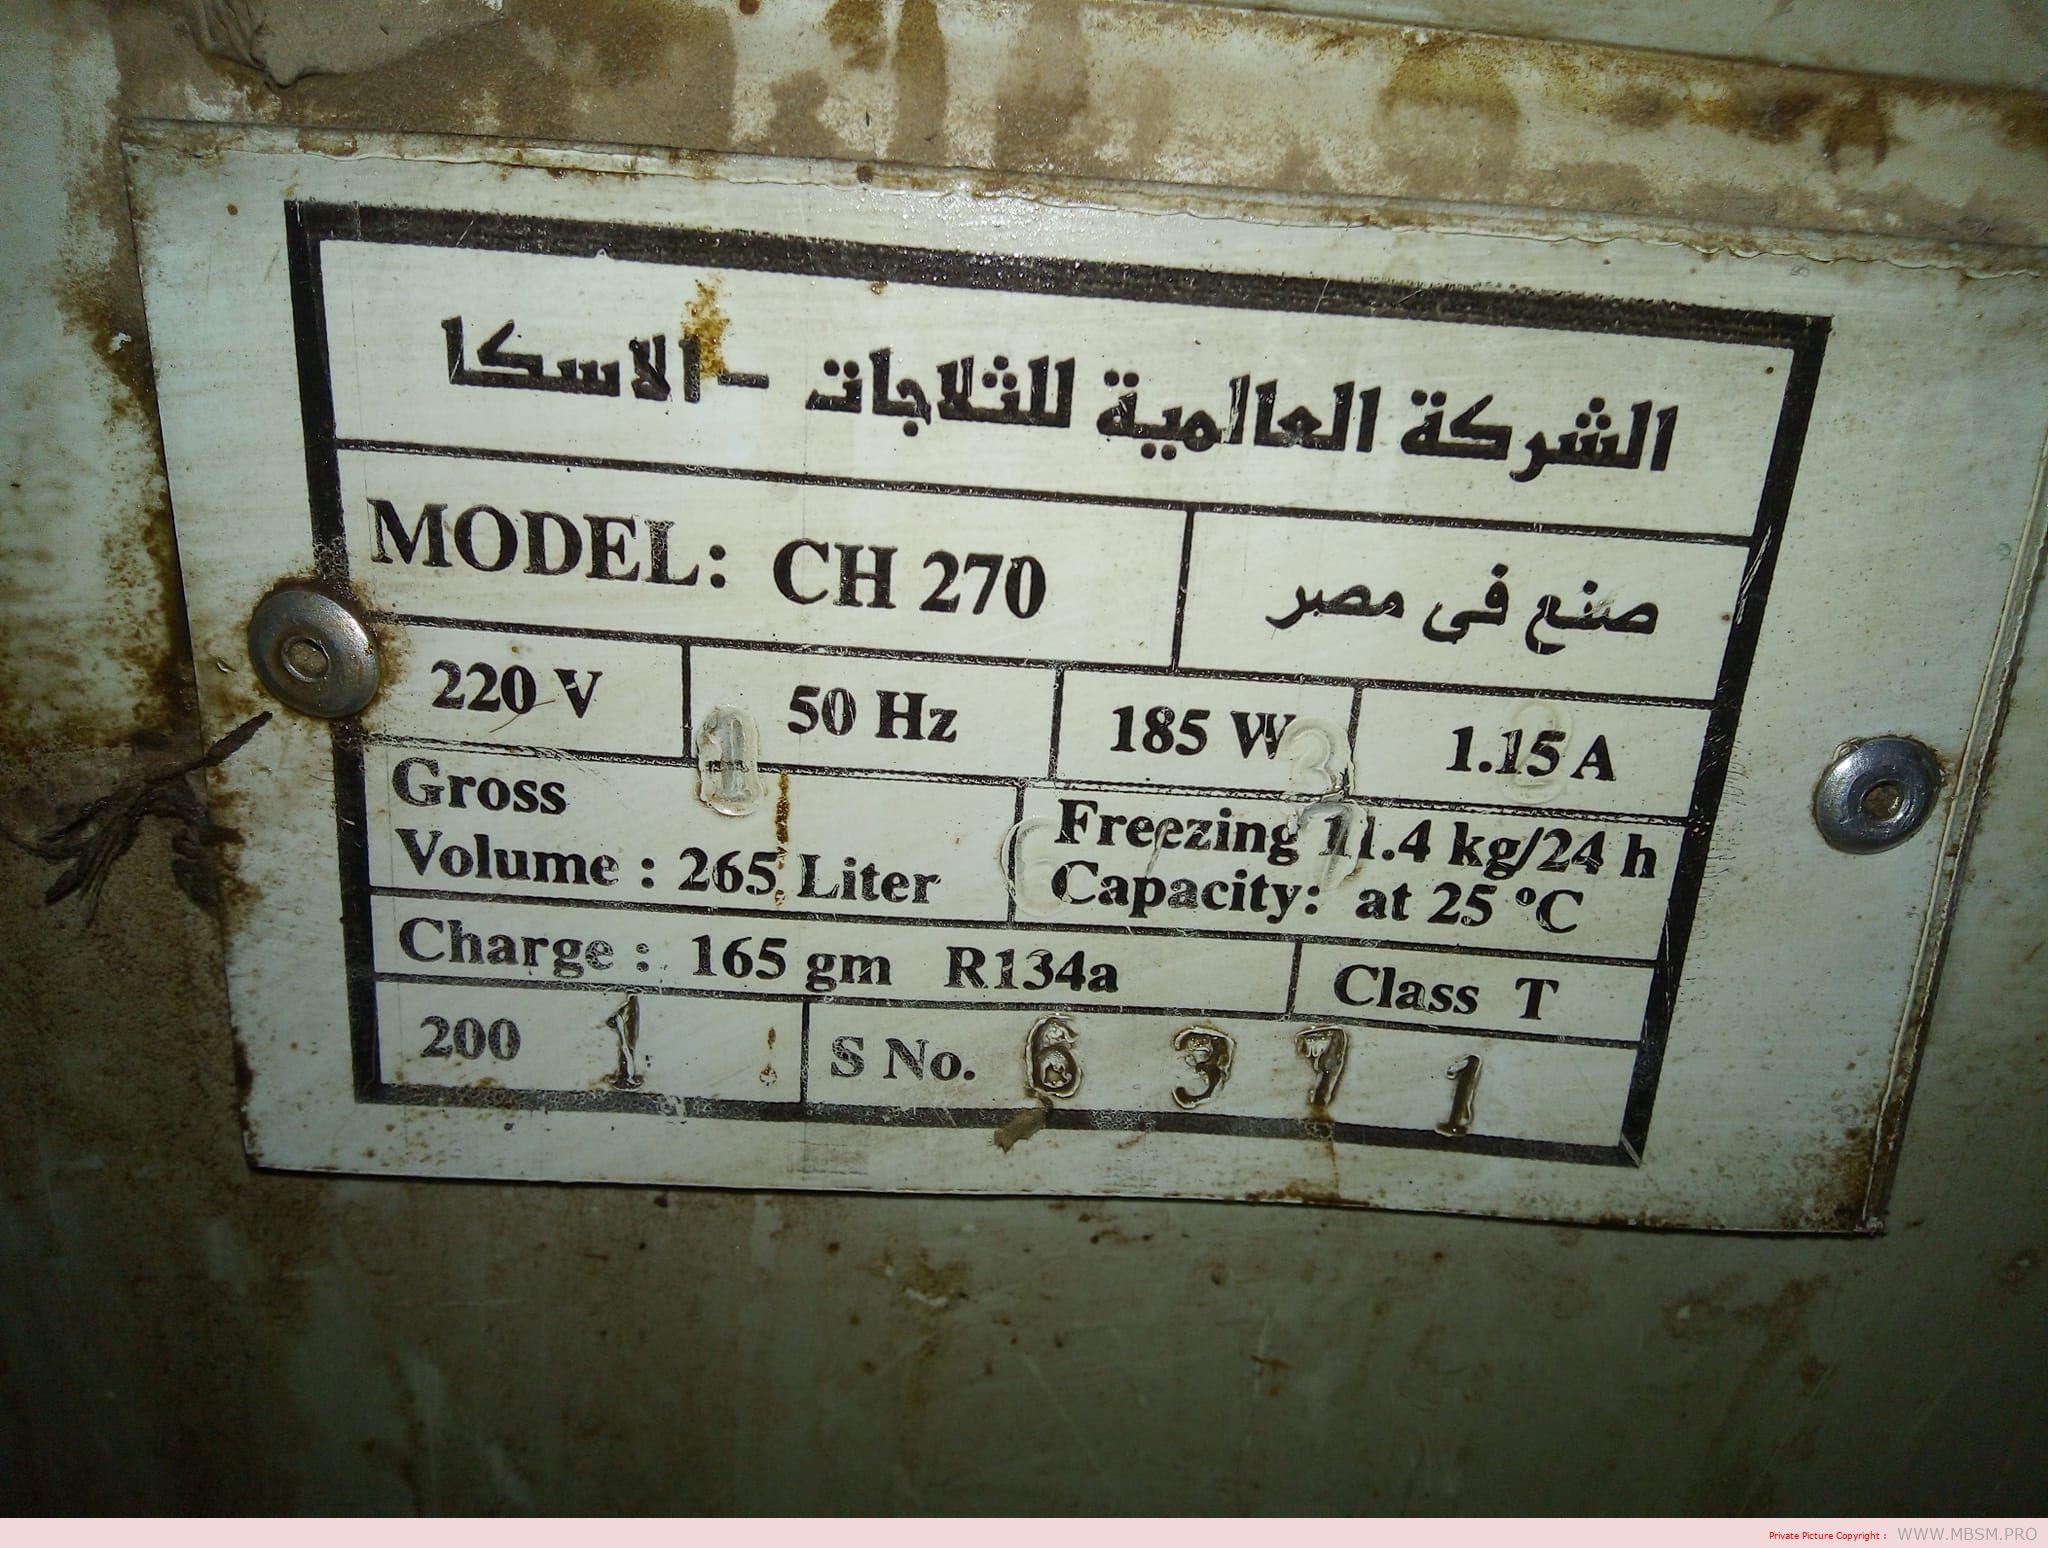 الشركة العالمية للثلاجات - الاسكا
MODEL: CH 270
صنع فى مصر
220 V
50 Hz
185 W
1.15 A
Gross
Volume : 265 Liter
Freezing 11.4 kg/24 h
Capacity: at 25 °C
Charge : 165 gm R134a
Class T
200 1
S No. 6 3 7 1
Private Picture Copyright : WWW.MBSM.PRO